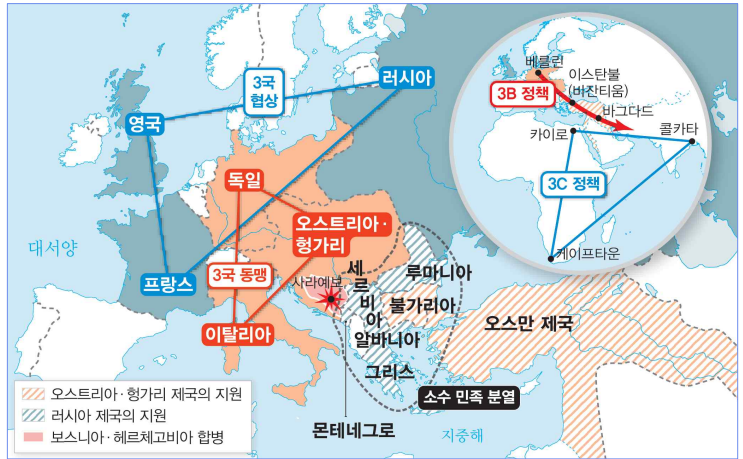 3국
협상
러시아
영국
독일
오스트리아·
헝가리
대서양
프랑스
3국 동맹
이탈리아
사라예보
세
르
비
아
루마니아
불가리아
알바니아
그리스
오스만 제국
소수 민족 분열
몬테네그로
지중해
베를린
3B 정책
이스탄불
(비잔티움)
바그다드
카이로
콜카타
3C 정책
케이프타운
오스트리아·헝가리 제국의 지원
러시아 제국의 지원
보스니아·헤르체고비아 합병